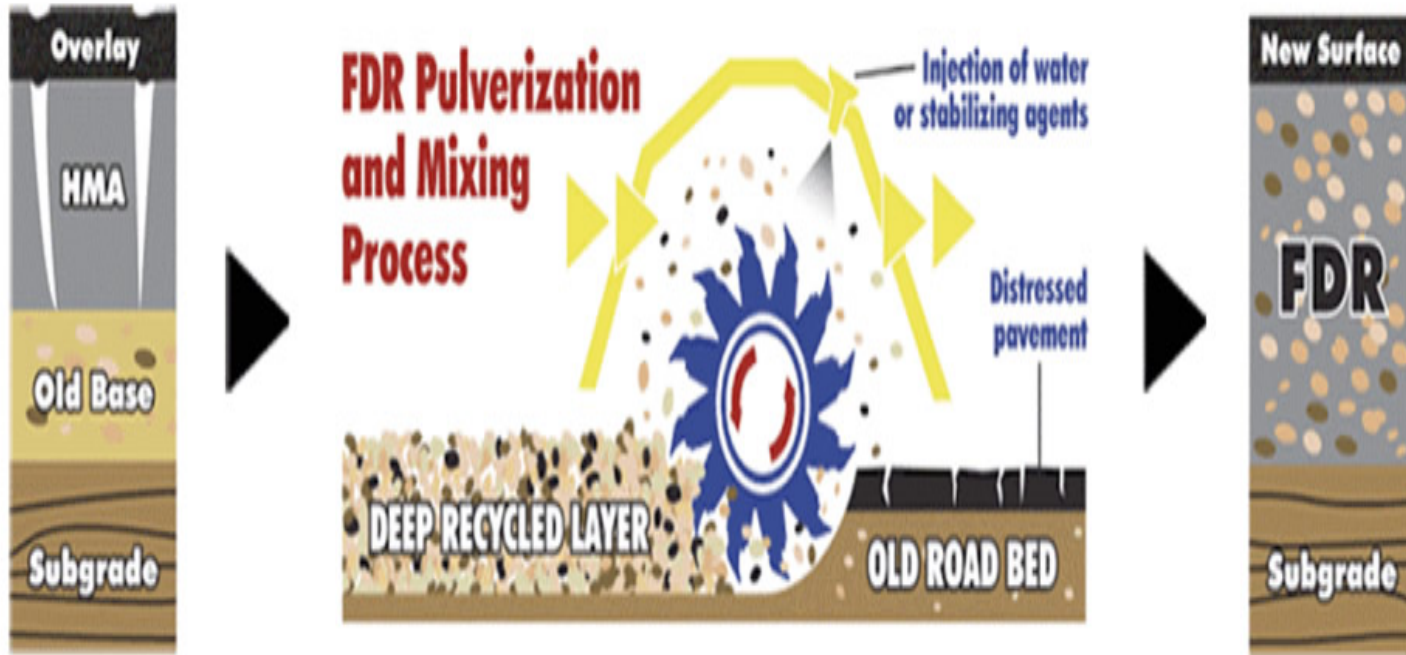 Overlay
HMA
Old Base
Subgrade
FDR Pulverization
and Mixing
Process
Injection of water
or stabilizing agents
Distressed
pavement
DEEP RECYCLED LAYER
OLD ROAD BED
New Surface
FDR
Subgrade